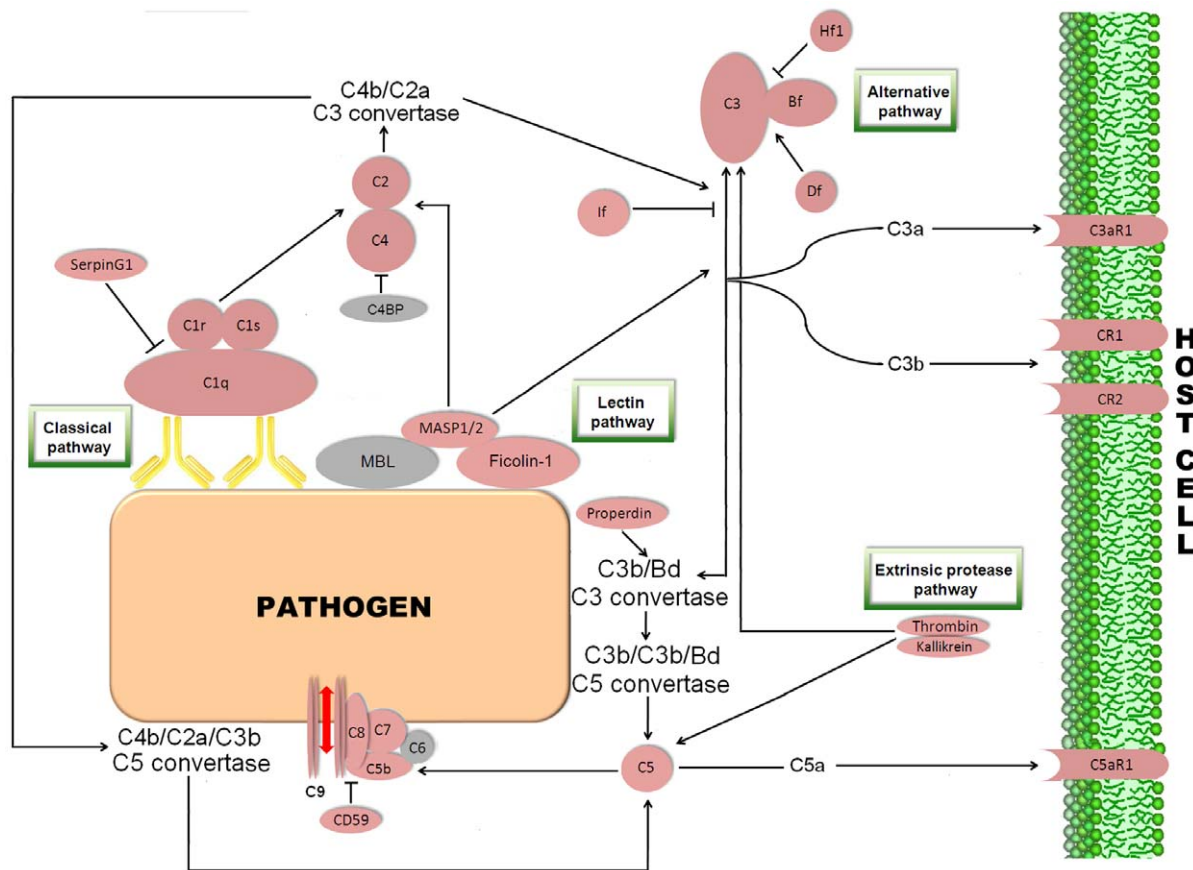 Hf1
C4b/C2a
C3 convertase
C3
Bf
Alternative
pathway
C2
If
Df
C4
C3a
C3aR1
SerpinG1
C4BP
C1r
C1s
C1q
C3b
CR1
CR2
HOST CELL
Classical
pathway
Lectin
pathway
MASP1/2
MBL
Ficolin-1
Properdin
C3b/Bd
C3 convertase
Extrinsic protease
pathway
PATHOGEN
Thrombin
Kallikrein
C3b/C3b/Bd
C5 convertase
C4b/C2a/C3b
C5 convertase
C8
C7
C6
C5b
C9
CD59
C5
C5a
C5aR1